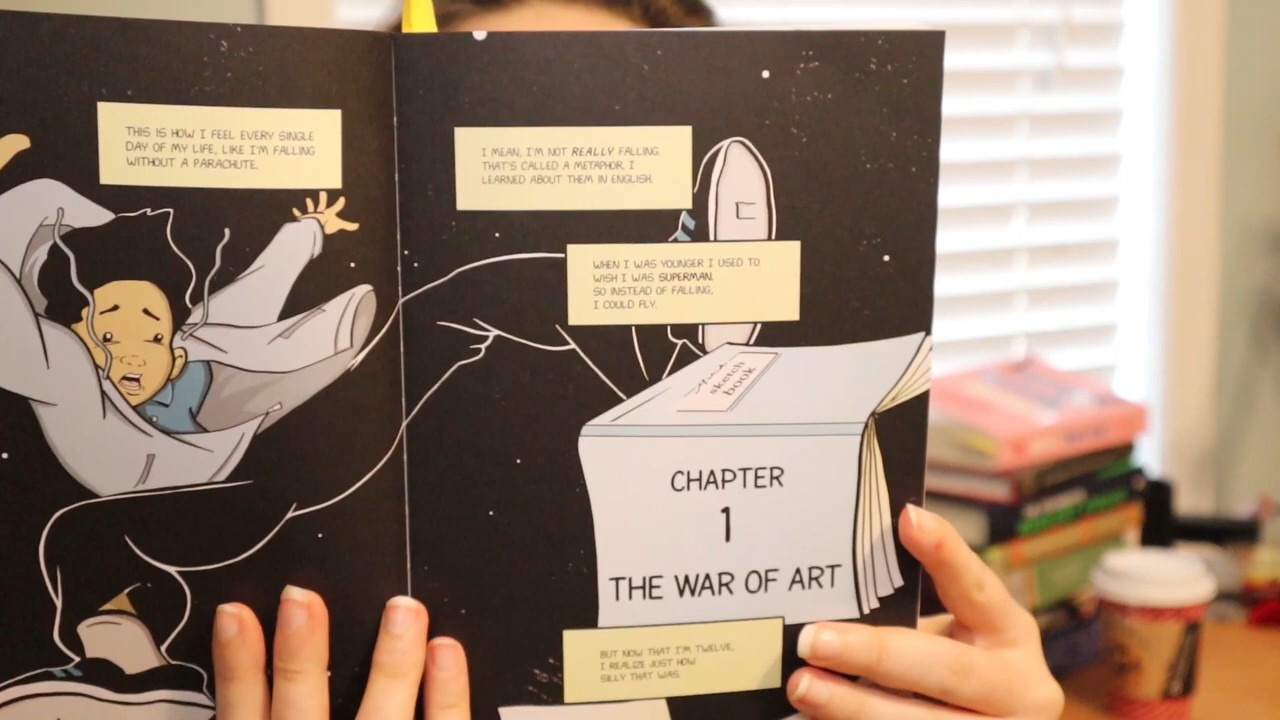 THIS IS HOW I FEEL EVERY SINGLE
DAY OF MY LIFE, LIKE I'M FALLING
WITHOUT A PARACHUTE.
I MEAN, I'M NOT REALLY FALLING.
THAT'S CALLED A METAPHOR. I
LEARNED ABOUT THEM IN ENGLISH.
WHEN I WAS YOUNGER I USED TO
WISH I WAS SUPERMAN.
SO INSTEAD OF FALLING,
I COULD FLY.
sketch
book
CHAPTER
1
THE WAR OF ART
BUT NOW THAT I'M TWELVE,
I REALIZE JUST HOW
SILLY THAT WAS.